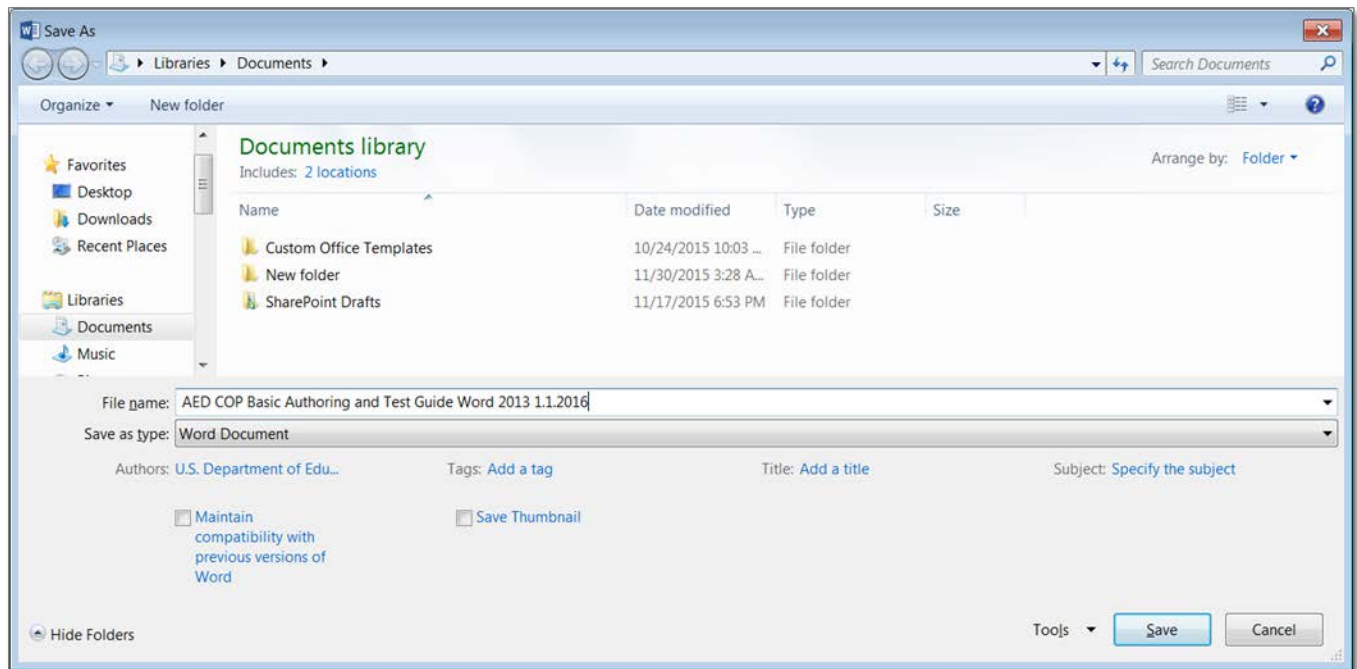 Save As
Libraries Documents
Search Documents
Organize New folder
Documents library
Includes: 2 locations
Arrange by: Folder
Favorites
Desktop
Downloads
Recent Places
Libraries
Documents
Music
Name Date modified Type Size
Custom Office Templates 10/24/2015 10:03 ... File folder
New folder 11/30/2015 3:28 A... File folder
SharePoint Drafts 11/17/2015 6:53 PM File folder
File name: AED COP Basic Authoring and Test Guide Word 2013 1.1.2016
Save as type: Word Document
Authors: U.S. Department of Edu... Tags: Add a tag Title: Add a title Subject: Specify the subject
Maintain
compatibility with
previous versions of
Word
Save Thumbnail
Hide Folders
Tools Save Cancel